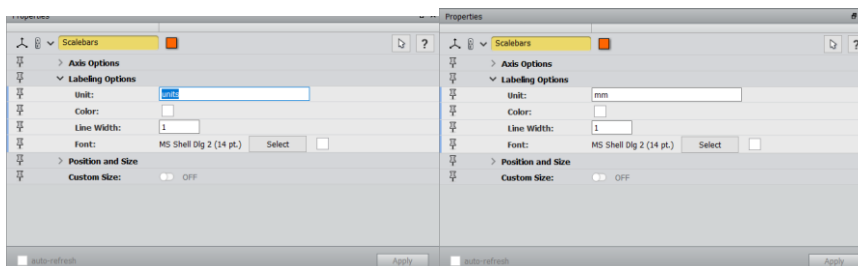 Properties
Scalebars
?
Axis Options
Labeling Options
Unit: units
Color:
Line Width: 1
Font: MS Shell Dlg 2 (14 pt.) Select
Position and Size
Custom Size: OFF
auto-refresh Apply
Properties
Scalebars
?
Axis Options
Labeling Options
Unit: mm
Color:
Line Width: 1
Font: MS Shell Dlg 2 (14 pt.) Select
Position and Size
Custom Size: OFF
auto-refresh Apply